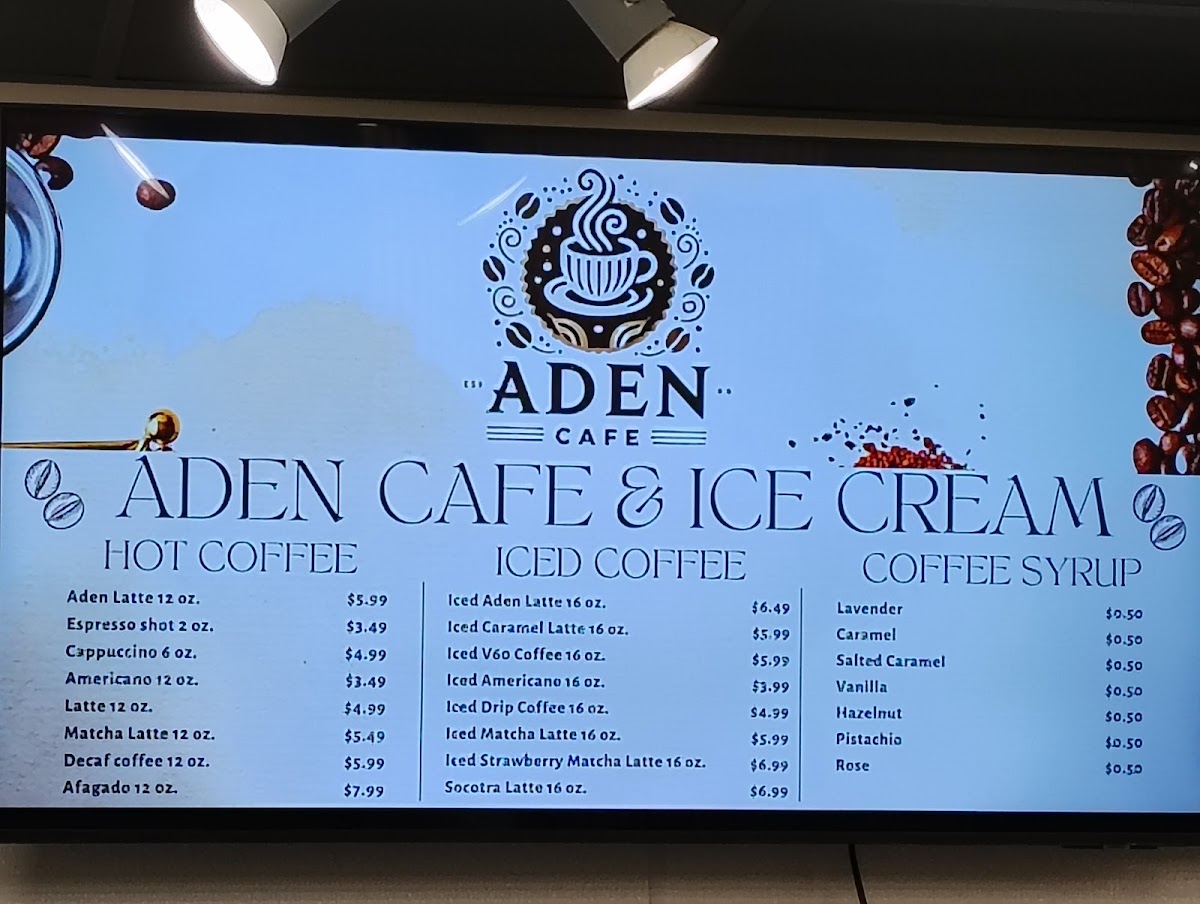 ADEN
CAFE
ADEN CAFE & ICE CREAM
HOT COFFEE
Aden Latte 12 oz. $5.99
Espresso shot 2 oz. $3.49
Cappuccino 6 oz. $4.99
Americano 12 oz. $3.49
Latte 12 oz. $4.99
Matcha Latte 12 oz. $5.49
Decaf coffee 12 oz. $5.99
Afagado 12 oz. $7.99
ICED COFFEE
Iced Aden Latte 16 oz. $6.49
Iced Caramel Latte 16 oz. $5.99
Iced V60 Coffee 16 oz. $5.99
Iced Americano 16 oz. $3.99
Iced Drip Coffee 16 oz. $4.99
Iced Matcha Latte 16 oz. $5.99
Iced Strawberry Matcha Latte 16 oz. $6.99
Socotra Latte 16 oz. $6.99
COFFEE SYRUP
Lavender $0.50
Caramel $0.50
Salted Caramel $0.50
Vanilla $0.50
Hazelnut $0.50
Pistachio $0.50
Rose $0.50